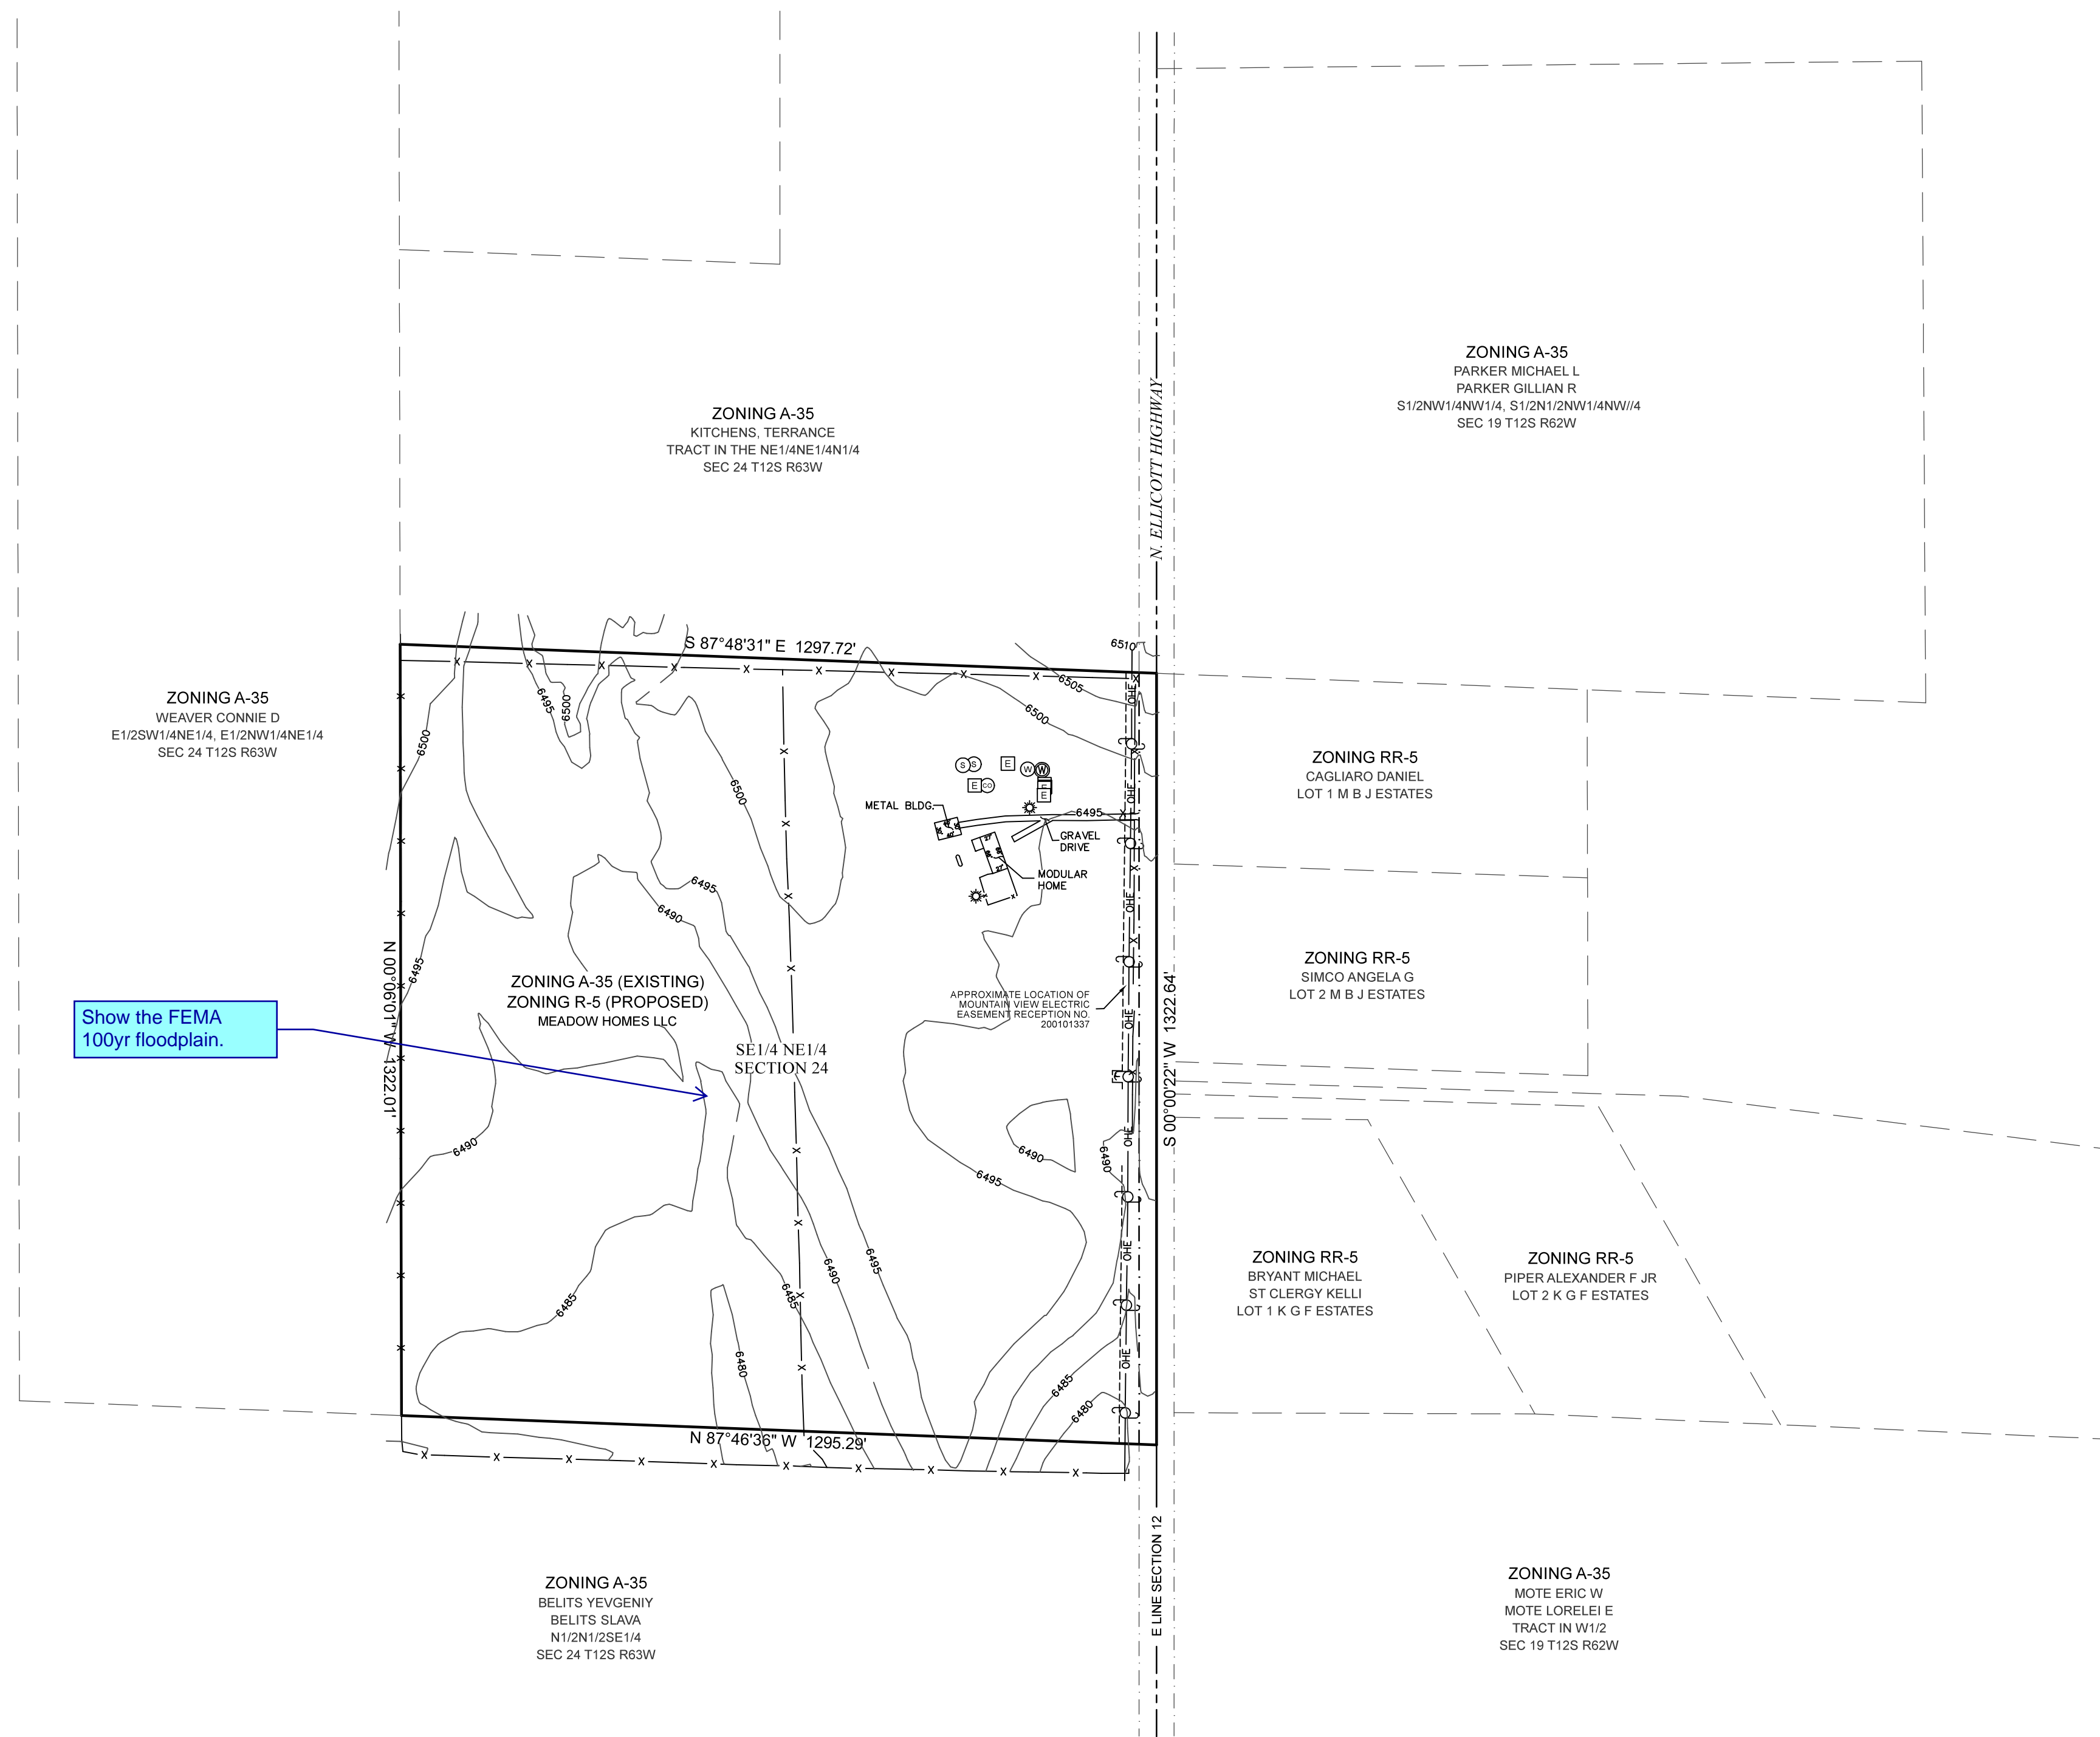 ZONING A-35
PARKER MICHAEL L
PARKER GILLIAN R
S1/2NW1/4NW1/4, S1/2N1/2NW1/4NW//4
SEC 19 T12S R62W
ZONING A-35
KITCHENS, TERRANCE
TRACT IN THE NE1/4NE1/4N1/4
SEC 24 T12S R63W
N. ELLICOTT HIGHWAY
S 87°48'31" E 1297.72'
6510
6505
6500
6495
6500
6500
6500
ZONING A-35
WEAVER CONNIE D
E1/2SW1/4NE1/4, E1/2NW1/4NE1/4
SEC 24 T12S R63W
ZONING RR-5
CAGLIARO DANIEL
LOT 1 M B J ESTATES
S
S
E
W
W
E
CO
E
E
METAL BLDG.
6495
GRAVEL
DRIVE
MODULAR
HOME
27
27
6495
6490
6495
N 00°06'01" W 1322.01'
ZONING A-35 (EXISTING)
ZONING R-5 (PROPOSED)
MEADOW HOMES LLC
APPROXIMATE LOCATION OF
MOUNTAIN VIEW ELECTRIC
EASEMENT RECEPTION NO.
200101337
ZONING RR-5
SIMCO ANGELA G
LOT 2 M B J ESTATES
Show the FEMA
100yr floodplain.
SE1/4 NE1/4
SECTION 24
S 00°00'22" W 1322.64'
OHE
OHE
OHE
OHE
OHE
OHE
OHE
E
6490
6490
6490
6495
6495
6490
6485
6485
6480
6485
6480
ZONING RR-5
BRYANT MICHAEL
ST CLERGY KELLI
LOT 1 K G F ESTATES
ZONING RR-5
PIPER ALEXANDER F JR
LOT 2 K G F ESTATES
N 87°46'36" W 1295.29'
E LINE SECTION 12
ZONING A-35
BELITS YEVGENIY
BELITS SLAVA
N1/2N1/2SE1/4
SEC 24 T12S R63W
ZONING A-35
MOTE ERIC W
MOTE LORELEI E
TRACT IN W1/2
SEC 19 T12S R62W